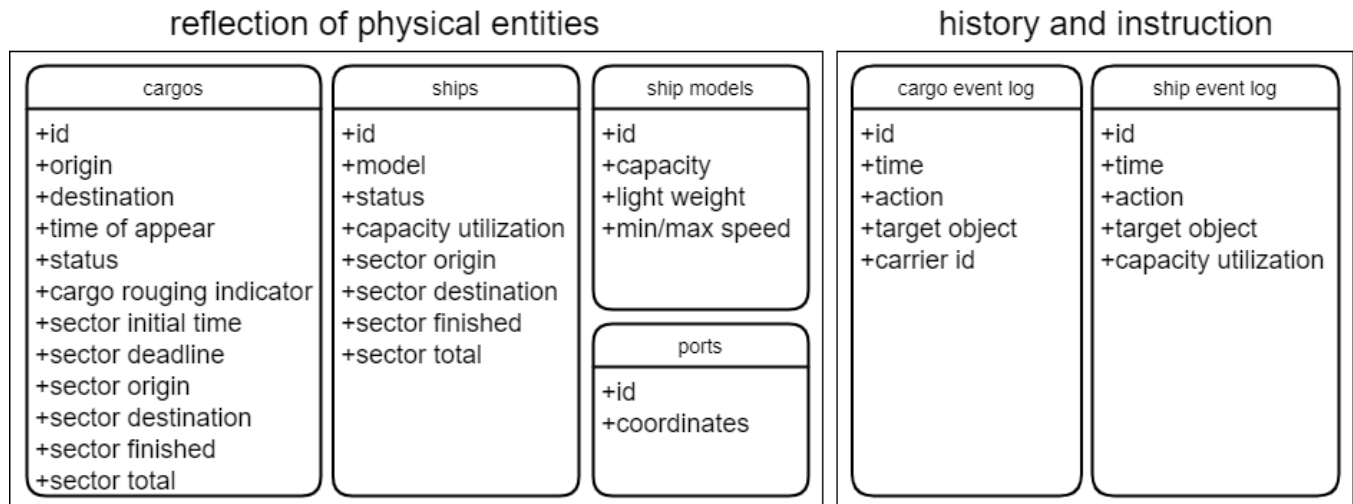 reflection of physical entities
history and instruction
cargos
+id
+origin
+destination
+time of appear
+status
+cargo rouging indicator
+sector initial time
+sector deadline
+sector origin
+sector destination
+sector finished
+sector total
ships
+id
+model
+status
+capacity utilization
+sector origin
+sector destination
+sector finished
+sector total
ship models
+id
+capacity
+light weight
+min/max speed
ports
+id
+coordinates
cargo event log
+id
+time
+action
+target object
+carrier id
ship event log
+id
+time
+action
+target object
+capacity utilization